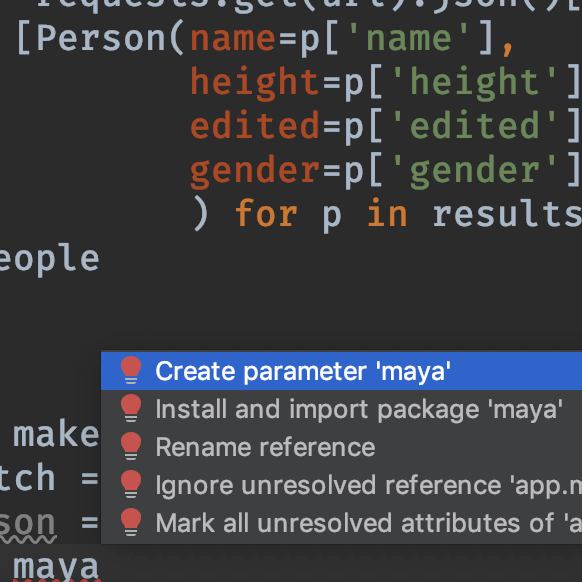 requests.get(url).json()[
[Person(name=p['name'],
height=p['height']
edited=p['edited']
gender=p['gender']
) for p in results
eople
Create parameter 'maya'
Install and import package 'maya'
make
Rename reference
tch =
Ignore unresolved reference 'app.m
son =
Mark all unresolved attributes of 'a
maya